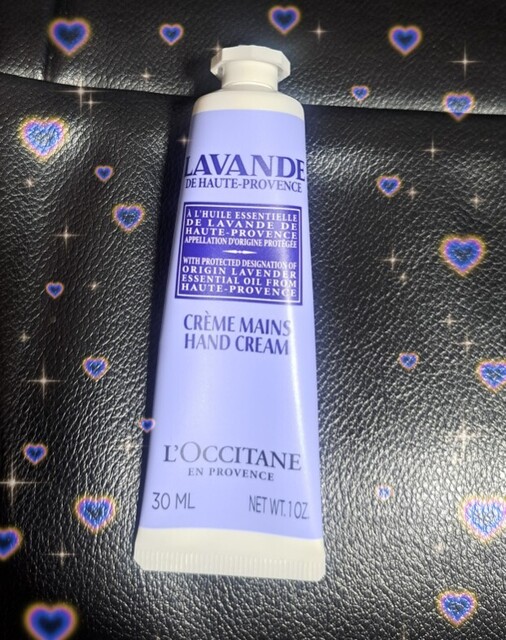 LAVANDE
DE HAUTE-PROVENCE
À L'HUILE ESSENTIELLE
DE LAVANDE DE
HAUTE-PROVENCE
APPELLATION D'ORIGINE PROTÉGÉE
WITH PROTECTED DESIGNATION OF
ORIGIN LAVENDER
ESSENTIAL OIL FROM
HAUTE-PROVENCE
CRÈME MAINS
HAND CREAM
L'OCCITANE
EN PROVENCE
30 ML NET WT. 1 OZ.